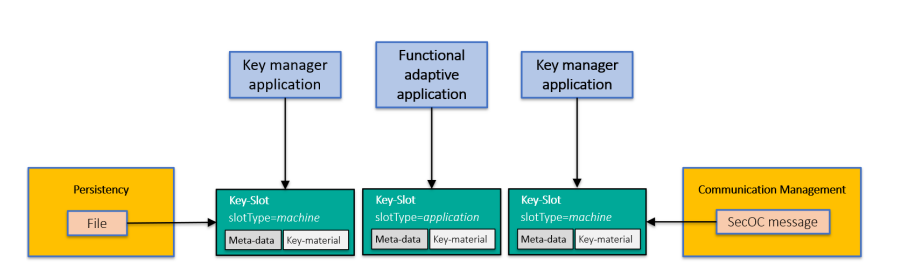 Key manager
application
Functional
adaptive
application
Key manager
application
Persistency
File
Key-Slot
slotType=machine
Meta-data
Key-material
Key-Slot
slotType=application
Meta-data
Key-material
Key-Slot
slotType=machine
Meta-data
Key-material
Communication Management
SecOC message